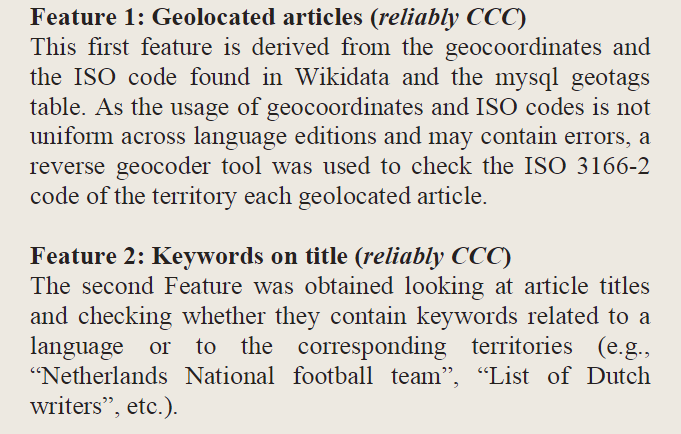 Feature 1: Geolocated articles (reliably CCC)
This first feature is derived from the geocoordinates and
the ISO code found in Wikidata and the mysql geotags
table. As the usage of geocoordinates and ISO codes is not
uniform across language editions and may contain errors, a
reverse geocoder tool was used to check the ISO 3166-2
code of the territory each geolocated article.
Feature 2: Keywords on title (reliably CCC)
The second Feature was obtained looking at article titles
and checking whether they contain keywords related to a
language or to the corresponding territories (e.g.,
“Netherlands National football team”, “List of Dutch
writers”, etc.).